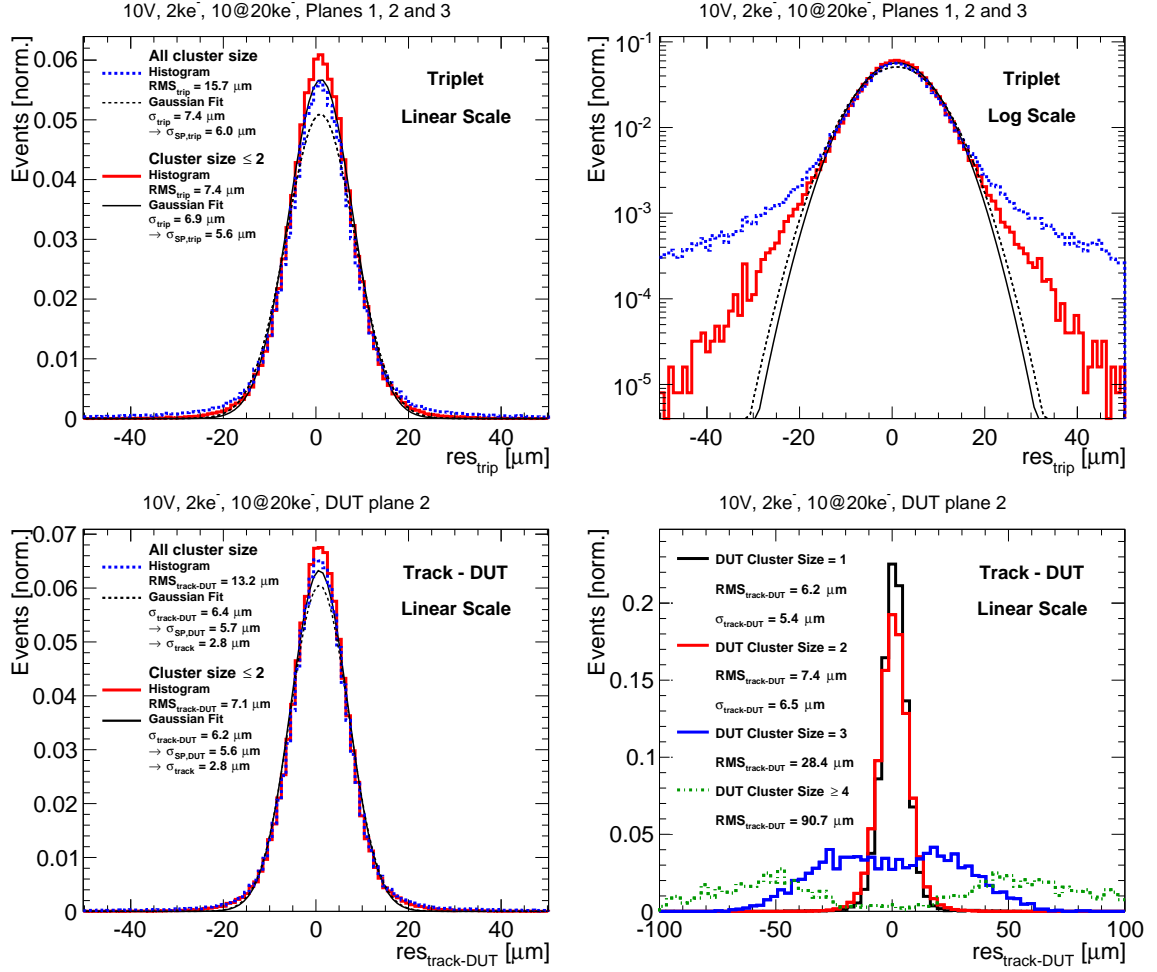 10V, 2ke⁻, 10@20ke⁻, Planes 1, 2 and 3
Events [norm.]
0.06
0.05
0.04
0.03
0.02
0.01
0
All cluster size
Histogram
RMS_trip = 15.7 μm
Gaussian Fit
σ_trip = 7.4 μm
→ σ_SP,trip = 6.0 μm
Cluster size ≤ 2
Histogram
RMS_trip = 7.4 μm
Gaussian Fit
σ_trip = 6.9 μm
→ σ_SP,trip = 5.6 μm
Triplet
Linear Scale
-40 -20 0 20 40
res_trip [μm]
10V, 2ke⁻, 10@20ke⁻, Planes 1, 2 and 3
Events [norm.]
10⁻¹
10⁻²
10⁻³
10⁻⁴
10⁻⁵
Triplet
Log Scale
-40 -20 0 20 40
res_trip [μm]
10V, 2ke⁻, 10@20ke⁻, DUT plane 2
Events [norm.]
0.07
0.06
0.05
0.04
0.03
0.02
0.01
0
All cluster size
Histogram
RMS_track-DUT = 13.2 μm
Gaussian Fit
σ_track-DUT = 6.4 μm
→ σ_SP,DUT = 5.7 μm
→ σ_track = 2.8 μm
Cluster size ≤ 2
Histogram
RMS_track-DUT = 7.1 μm
Gaussian Fit
σ_track-DUT = 6.2 μm
→ σ_SP,DUT = 5.6 μm
→ σ_track = 2.8 μm
Track - DUT
Linear Scale
-40 -20 0 20 40
res_track-DUT [μm]
10V, 2ke⁻, 10@20ke⁻, DUT plane 2
Events [norm.]
0.2
0.15
0.1
0.05
0
DUT Cluster Size = 1
RMS_track-DUT = 6.2 μm
σ_track-DUT = 5.4 μm
DUT Cluster Size = 2
RMS_track-DUT = 7.4 μm
σ_track-DUT = 6.5 μm
DUT Cluster Size = 3
RMS_track-DUT = 28.4 μm
DUT Cluster Size ≥ 4
RMS_track-DUT = 90.7 μm
Track - DUT
Linear Scale
-100 -50 0 50 100
res_track-DUT [μm]